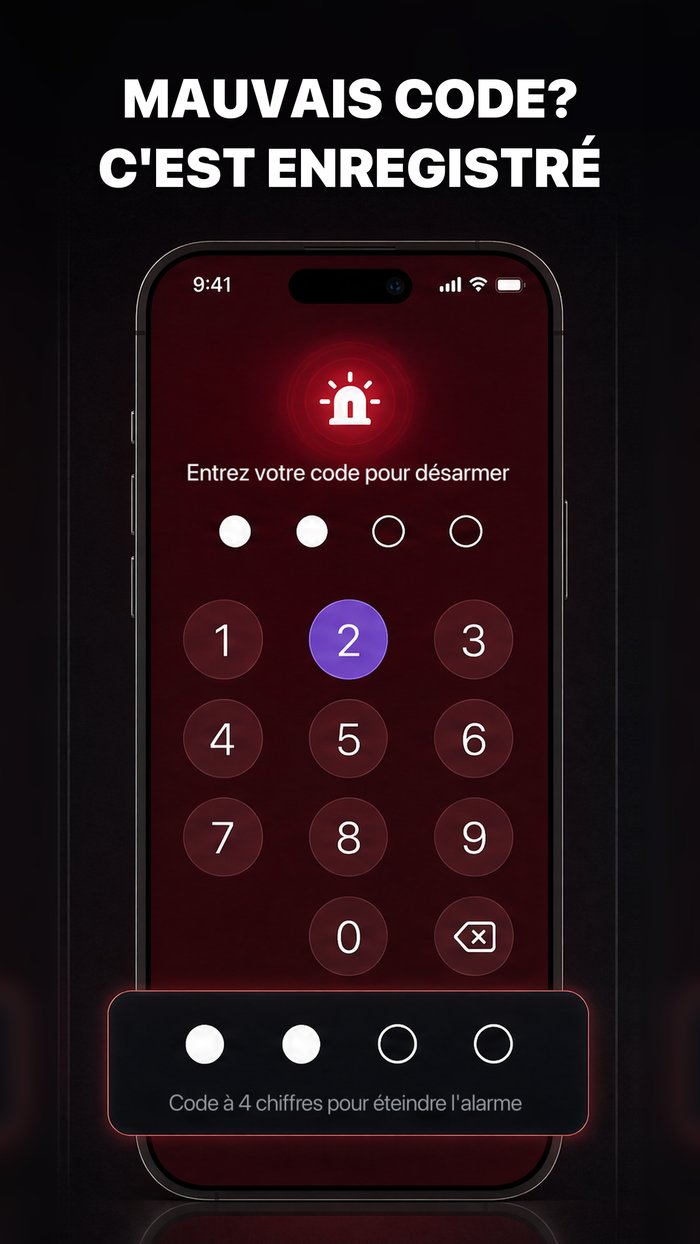 MAUVAIS CODE?
C'EST ENREGISTRÉ
9:41
Entrez votre code pour désarmer
1 2 3
4 5 6
7 8 9
0
Code à 4 chiffres pour éteindre l'alarme